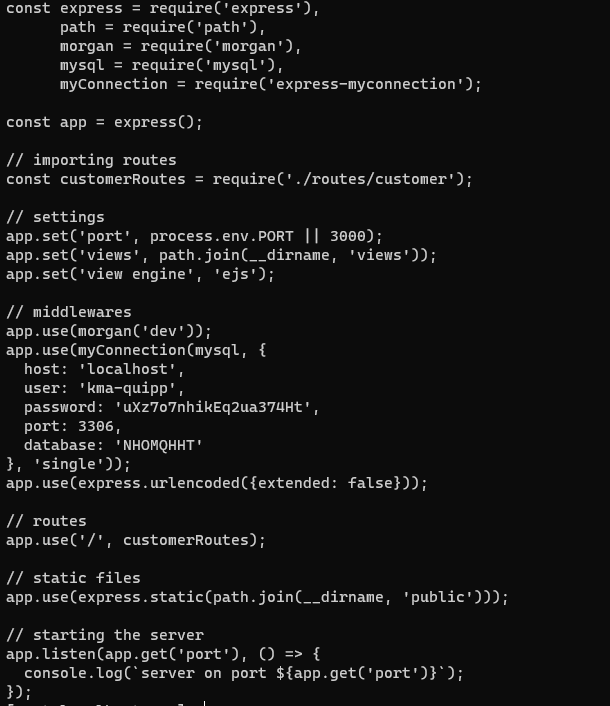 const express = require('express'),
      path = require('path'),
      morgan = require('morgan'),
      mysql = require('mysql'),
      myConnection = require('express-myconnection');

const app = express();

// importing routes
const customerRoutes = require('./routes/customer');

// settings
app.set('port', process.env.PORT || 3000);
app.set('views', path.join(__dirname, 'views'));
app.set('view engine', 'ejs');

// middlewares
app.use(morgan('dev'));
app.use(myConnection(mysql, {
  host: 'localhost',
  user: 'kma-quipp',
  password: 'uXz7o7nhikEq2ua374Ht',
  port: 3306,
  database: 'NHOMQHHT'
}, 'single'));
app.use(express.urlencoded({extended: false}));

// routes
app.use('/', customerRoutes);

// static files
app.use(express.static(path.join(__dirname, 'public')));

// starting the server
app.listen(app.get('port'), () => {
  console.log(`server on port ${app.get('port')}`);
});